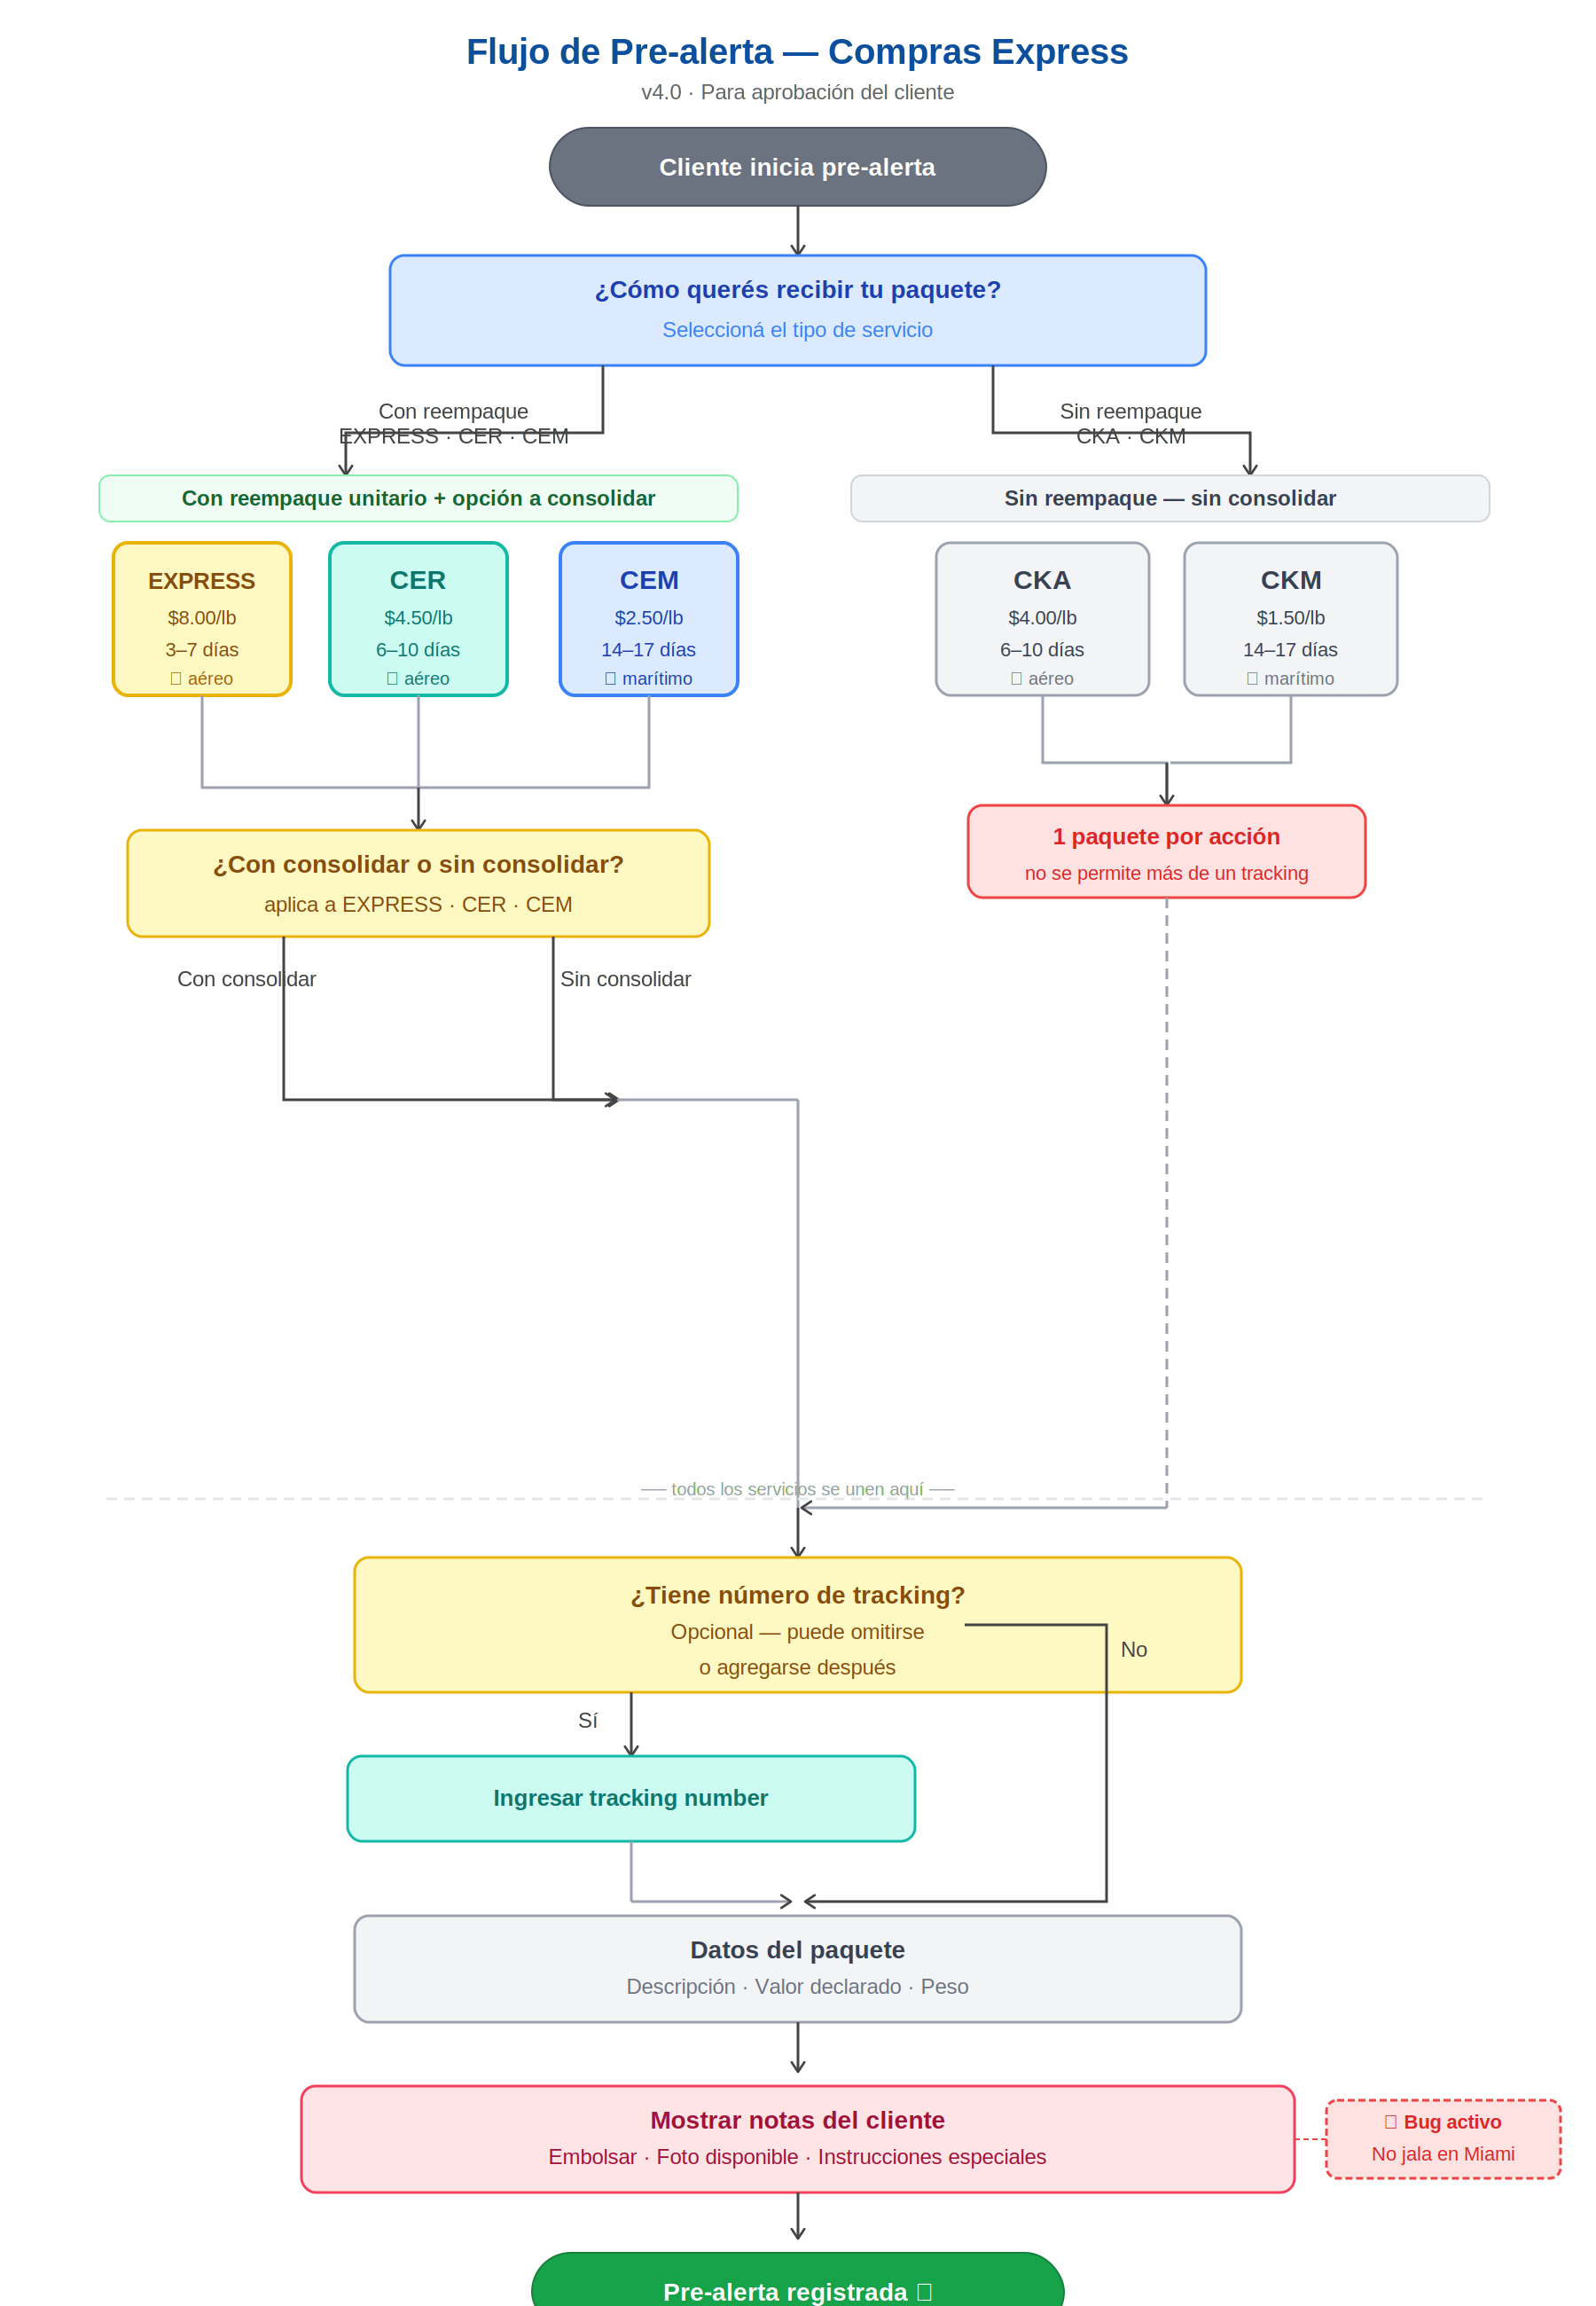 Flujo de Pre-alerta — Compras Express
v4.0 · Para aprobación del cliente
Cliente inicia pre-alerta
¿Cómo querés recibir tu paquete?
Seleccioná el tipo de servicio
Con reempaque
EXPRESS · CER · CEM
Sin reempaque
CKA · CKM
Con reempaque unitario + opción a consolidar
Sin reempaque — sin consolidar
EXPRESS
$8.00/lb
3–7 días
aéreo
CER
$4.50/lb
6–10 días
aéreo
CEM
$2.50/lb
14–17 días
marítimo
CKA
$4.00/lb
6–10 días
aéreo
CKM
$1.50/lb
14–17 días
marítimo
1 paquete por acción
no se permite más de un tracking
¿Con consolidar o sin consolidar?
aplica a EXPRESS · CER · CEM
Con consolidar
Sin consolidar
── todos los servicios se unen aquí ──
¿Tiene número de tracking?
Opcional — puede omitirse
o agregarse después
No
Sí
Ingresar tracking number
Datos del paquete
Descripción · Valor declarado · Peso
Mostrar notas del cliente
Embolsar · Foto disponible · Instrucciones especiales
Bug activo
No jala en Miami
Pre-alerta registrada